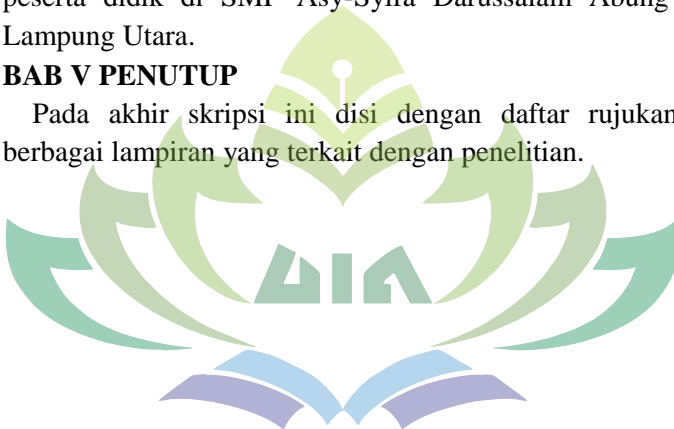 peserta didik di SMP Asy-Syifa Darussalam Abung
Lampung Utara.
BAB V PENUTUP
Pada akhir skripsi ini disi dengan daftar rujukan
berbagai lampiran yang terkait dengan penelitian.
UIN